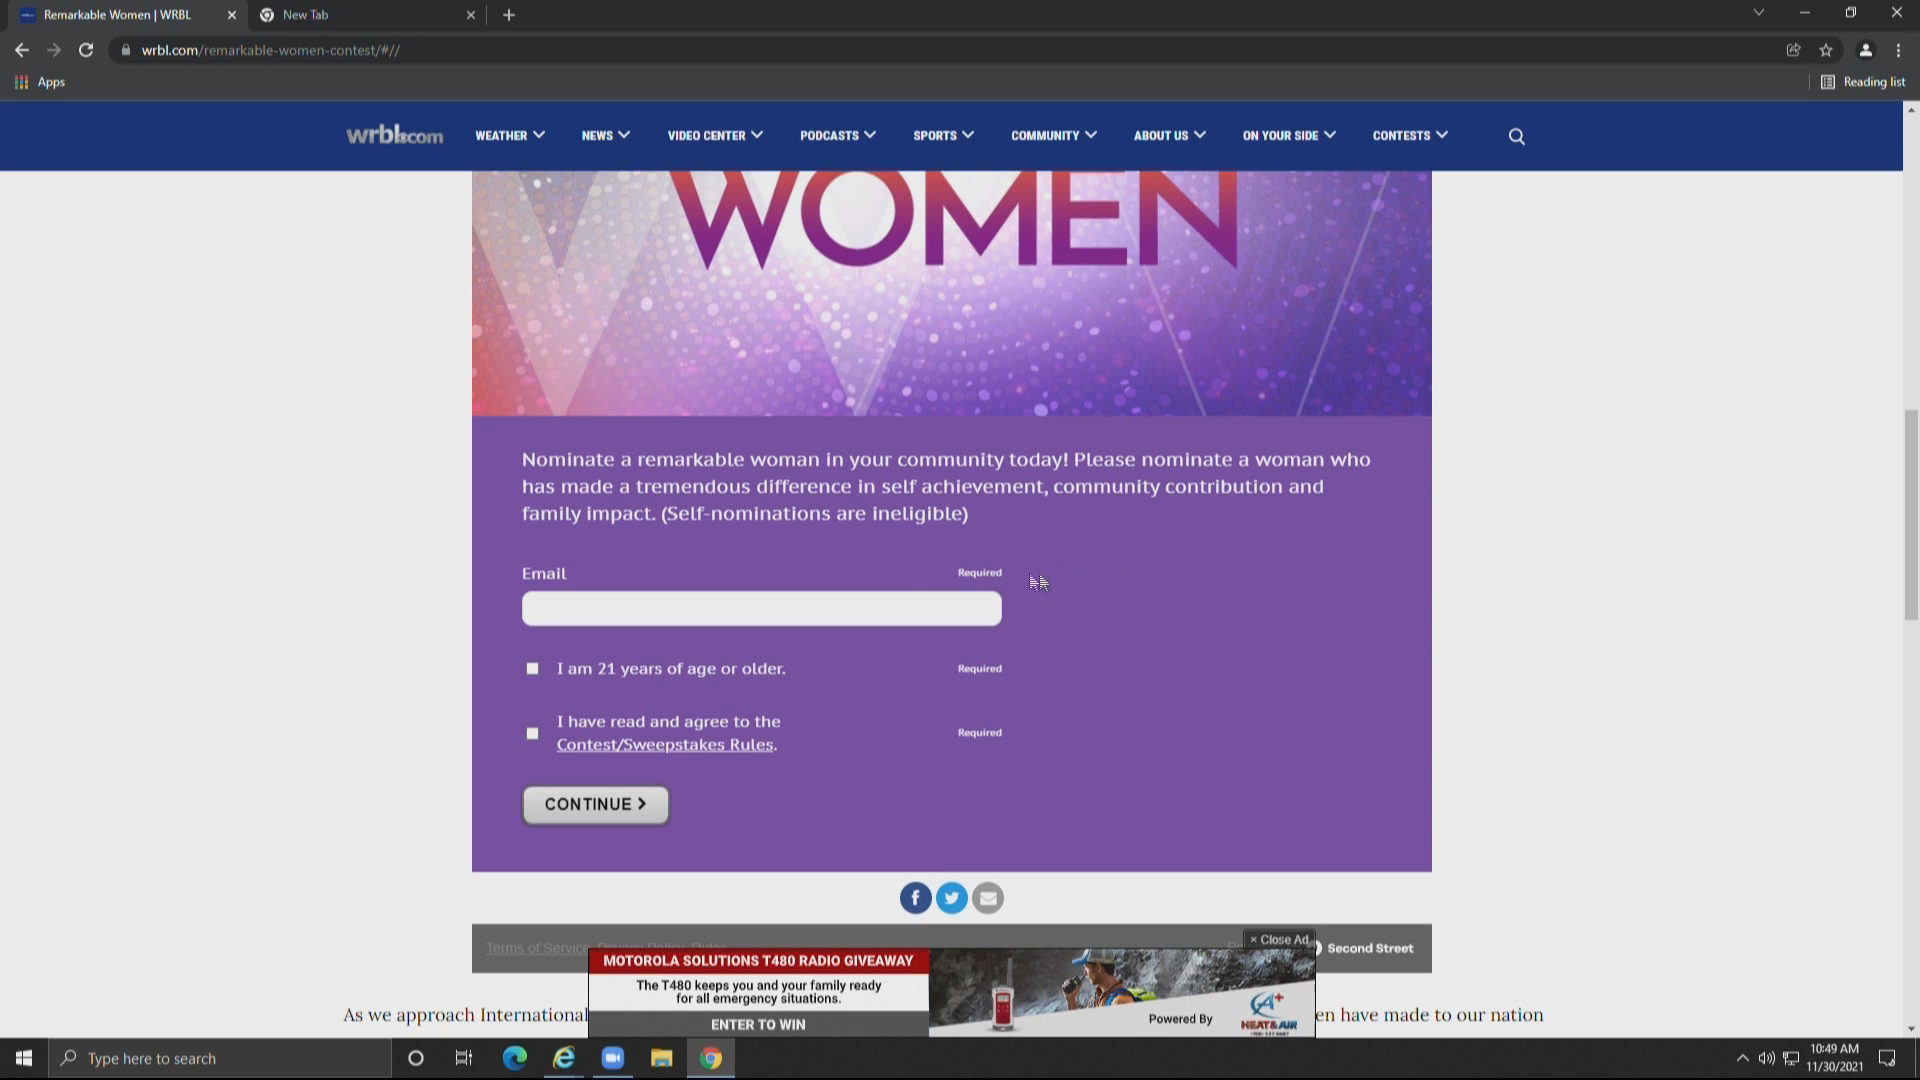 Remarkable Women | WRBL
New Tab
wrbl.com/remarkable-women-contest/#//
Apps
Reading list
wrbl.com
WEATHER
NEWS
VIDEO CENTER
PODCASTS
SPORTS
COMMUNITY
ABOUT US
ON YOUR SIDE
CONTESTS
WOMEN
Nominate a remarkable woman in your community today! Please nominate a woman who
has made a tremendous difference in self achievement, community contribution and
family impact. (Self-nominations are ineligible)
Email
Required
I am 21 years of age or older.
Required
I have read and agree to the
Contest/Sweepstakes Rules.
Required
CONTINUE >
Terms of Service Privacy Policy Rules
Second Street
× Close Ad
MOTOROLA SOLUTIONS T480 RADIO GIVEAWAY
The T480 keeps you and your family ready
for all emergency situations.
ENTER TO WIN
Powered By
A+
HEAT&AIR
As we approach International
en have made to our nation
Type here to search
10:49 AM
11/30/2021